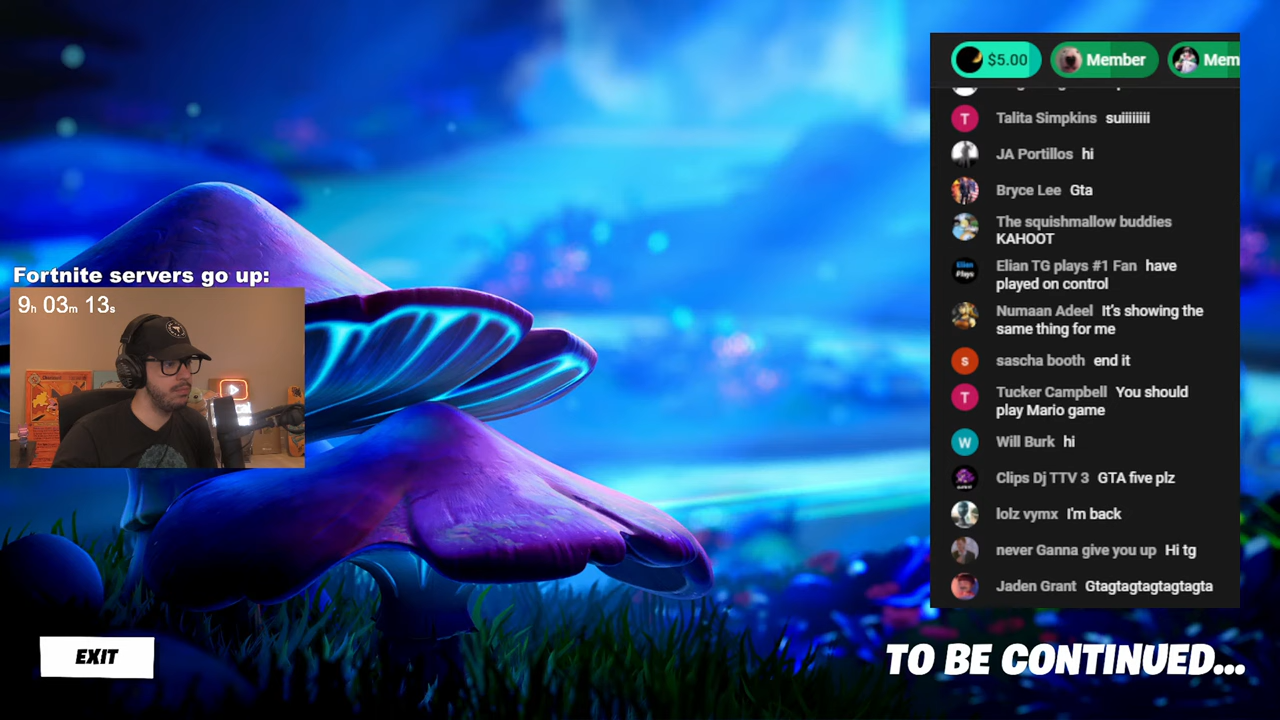 $5.00
Member
Mem
Talita Simpkins suiiiiiiii
JA Portillos hi
Bryce Lee Gta
The squishmallow buddies
KAHOOT
Elian TG plays #1 Fan have
played on control
Numaan Adeel It's showing the
same thing for me
sascha booth end it
Tucker Campbell You should
play Mario game
Will Burk hi
Clips Dj TTV 3 GTA five plz
lolz vymx I'm back
never Ganna give you up Hi tg
Jaden Grant Gtagtagtagtagtagta
Fortnite servers go up:
9h 03m 13s
EXIT
TO BE CONTINUED...